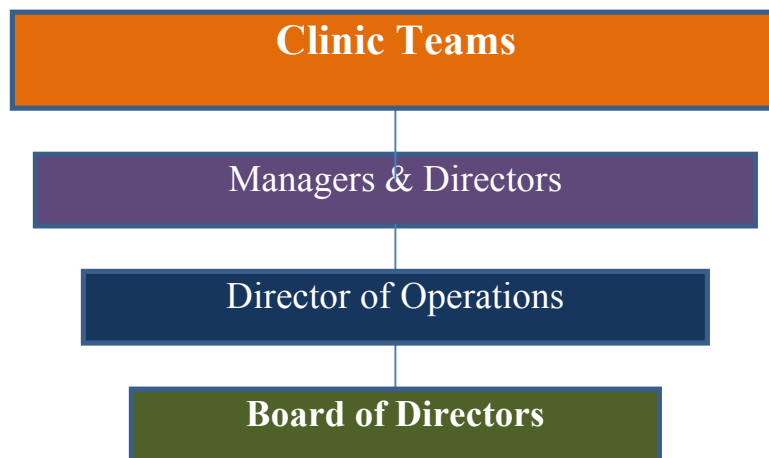 Clinic Teams
Managers & Directors
Director of Operations
Board of Directors